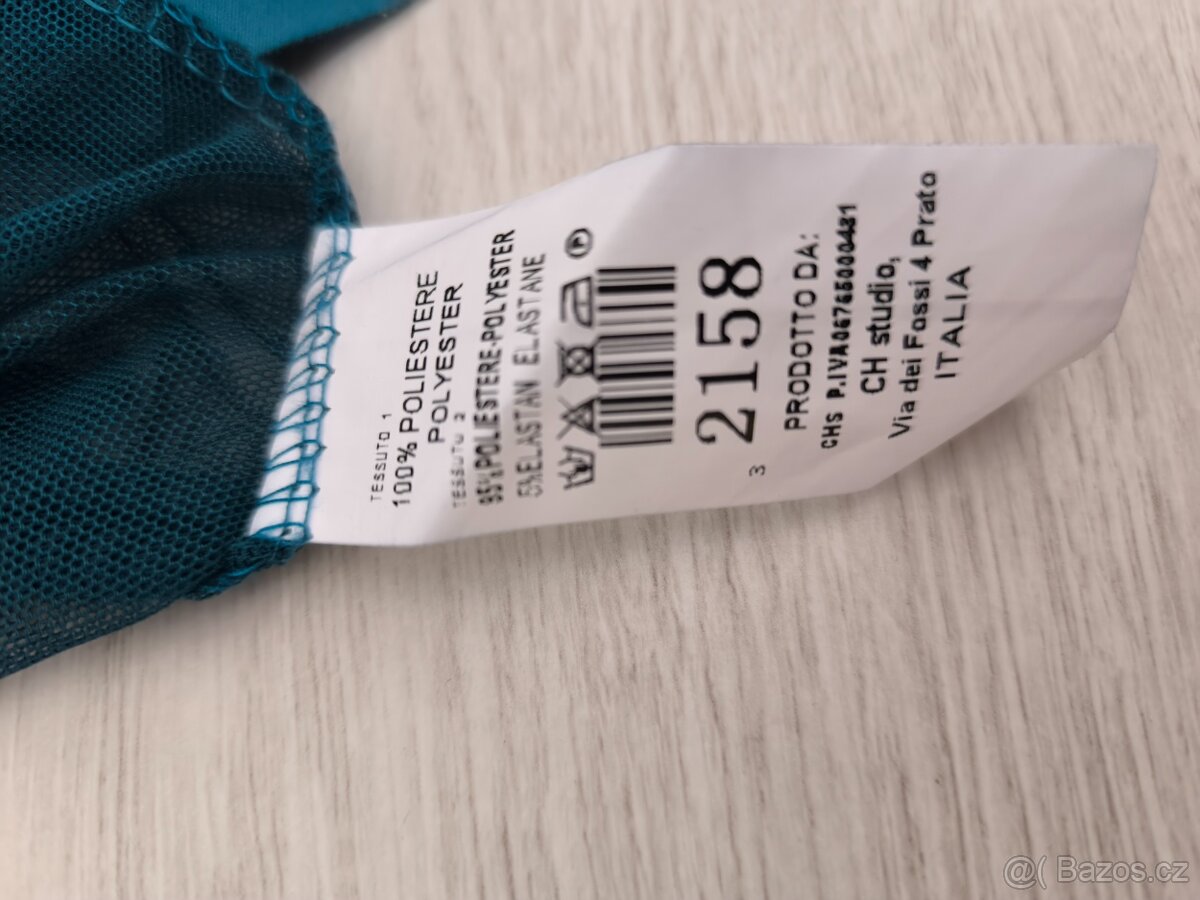 TESSUTO 1
100% POLIESTERE
POLYESTER
TESSUTO 2
95%POLIESTERE-POLYESTER
5%ELASTAN ELASTANE
P
2158
3
PRODOTTO DA:
CHS P.IVA06765000481
CH studio,
Via dei Fossi 4 Prato
ITALIA
@( Bazos.cz